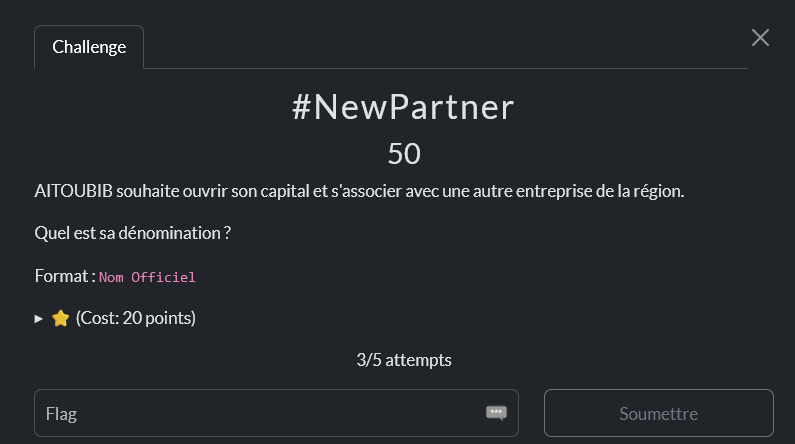 Challenge
#NewPartner
50
AITOUBIB souhaite ouvrir son capital et s'associer avec une autre entreprise de la région.
Quel est sa dénomination ?
Format : Nom Officiel
▸ ⭐ (Cost: 20 points)
3/5 attempts
Flag
Soumettre